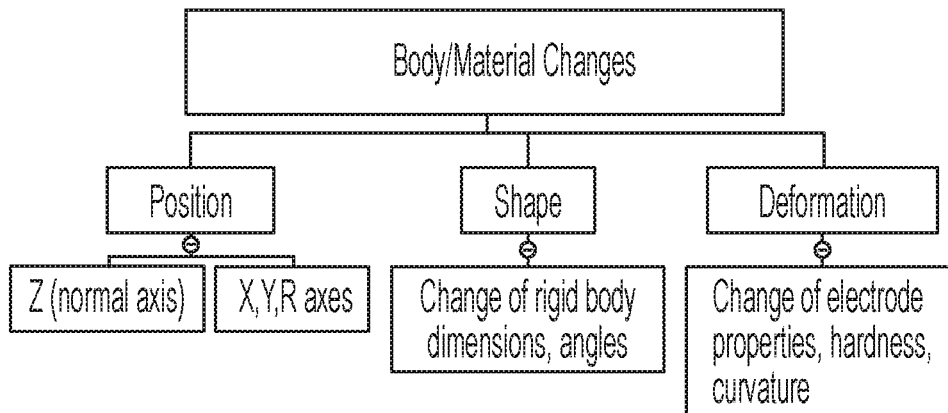 Body/Material Changes
Position
Shape
Deformation
Z (normal axis)
X,Y,R axes
Change of rigid body
dimensions, angles
Change of electrode
properties, hardness,
curvature